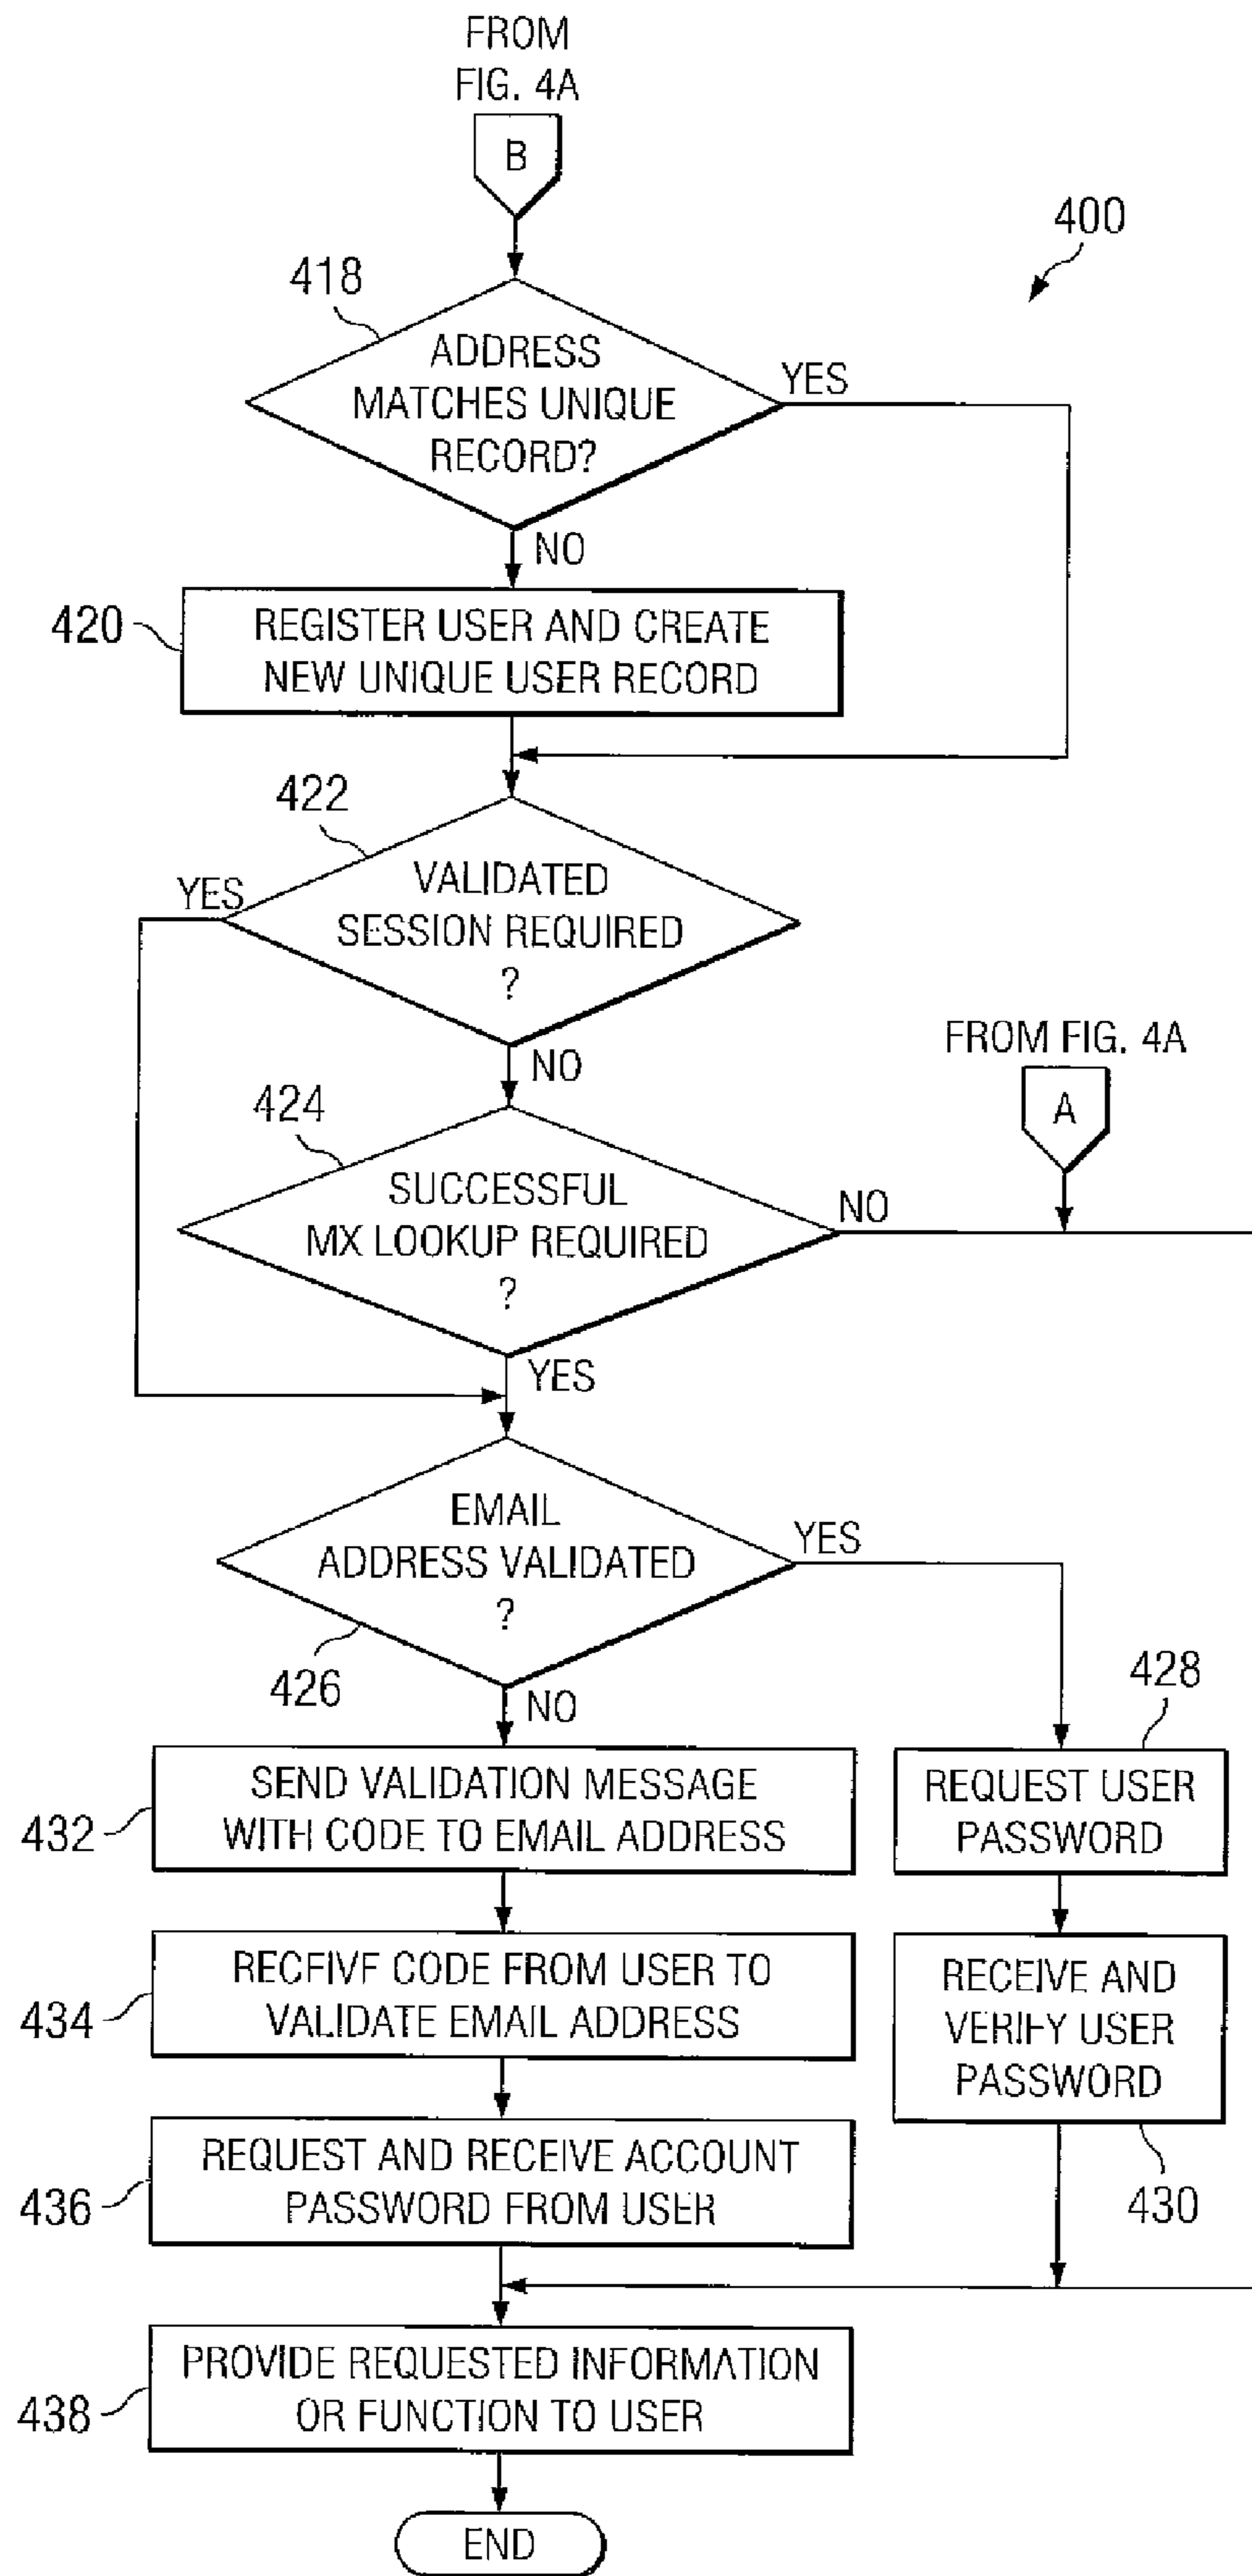 FROM
FIG. 4A
B
400
418
ADDRESS
MATCHES UNIQUE
RECORD?
YES
NO
420
REGISTER USER AND CREATE
NEW UNIQUE USER RECORD
422
VALIDATED
SESSION REQUIRED
?
YES
NO
FROM FIG. 4A
A
424
SUCCESSFUL
MX LOOKUP REQUIRED
?
NO
YES
EMAIL
ADDRESS VALIDATED
?
YES
426
NO
428
432
SEND VALIDATION MESSAGE
WITH CODE TO EMAIL ADDRESS
REQUEST USER
PASSWORD
434
RECEIVE CODE FROM USER TO
VALIDATE EMAIL ADDRESS
RECEIVE AND
VERIFY USER
PASSWORD
430
436
REQUEST AND RECEIVE ACCOUNT
PASSWORD FROM USER
438
PROVIDE REQUESTED INFORMATION
OR FUNCTION TO USER
END